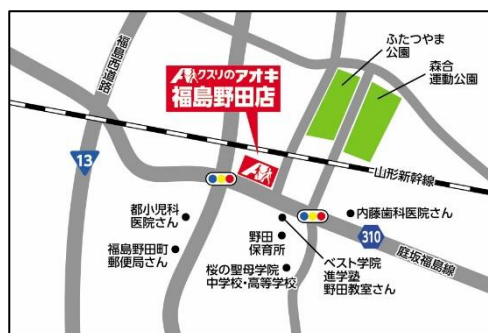 ふたつやま
公園
森合
運動公園
福島西道路
クスリのアオキ
福島野田店
13
山形新幹線
都小児科
医院さん
内藤歯科医院さん
310
野田
保育所
福島野田町
郵便局さん
庭坂福島線
ベスト学院
進学塾
野田教室さん
桜の聖母学院
中学校・高等学校